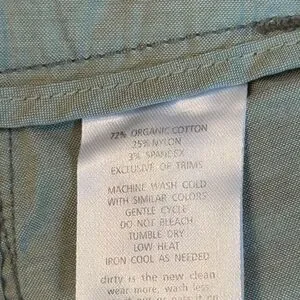 72% ORGANIC COTTON
25% NYLON
3% SPANDEX
EXCLUSIVE OF TRIMS
MACHINE WASH COLD
WITH SIMILAR COLORS
GENTLE CYCLE
DO NOT BLEACH
TUMBLE DRY
LOW HEAT
IRON COOL AS NEEDED
dirty is the new clean
wear more, wash less